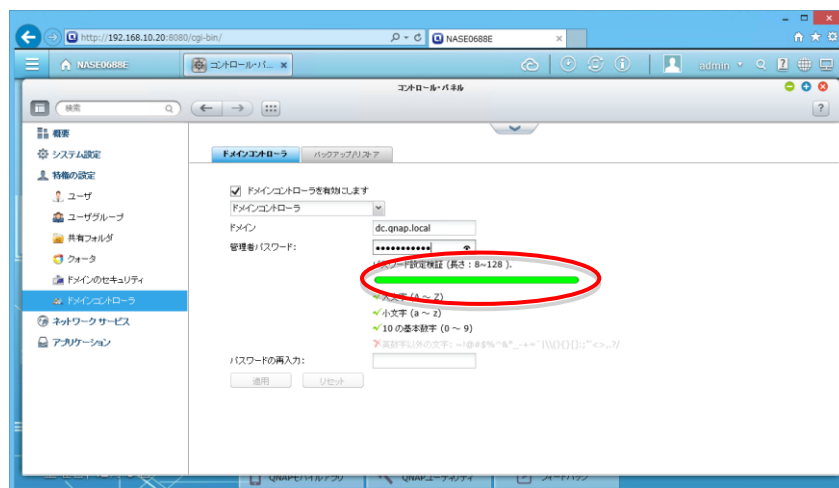 http://192.168.10.20:8080/cgi-bin/
NASE0688E
NASE0688E
コントロール・パ...
admin
コントロール・パネル
検索
概要
システム設定
特権の設定
ユーザ
ユーザグループ
共有フォルダ
クォータ
ドメインのセキュリティ
ドメインコントローラ
ネットワーク サービス
アプリケーション
ドメインコントローラ
バックアップ/リストア
ドメインコントローラを有効にします
ドメインコントローラ
ドメイン
dc.qnap.local
管理者パスワード:
パスワード設定検証 (長さ : 8~128 ).
大文字 (A ～ Z)
小文字 (a ～ z)
10 の基本数字 (0 ～ 9)
英数字以外の文字: ~!@#$%^&*_-+=`|\\(){}[]:;"'<>,.?/
パスワードの再入力:
適用
リセット
QNAPモバイルアプリ
QNAPユーティリティ
フィードバック